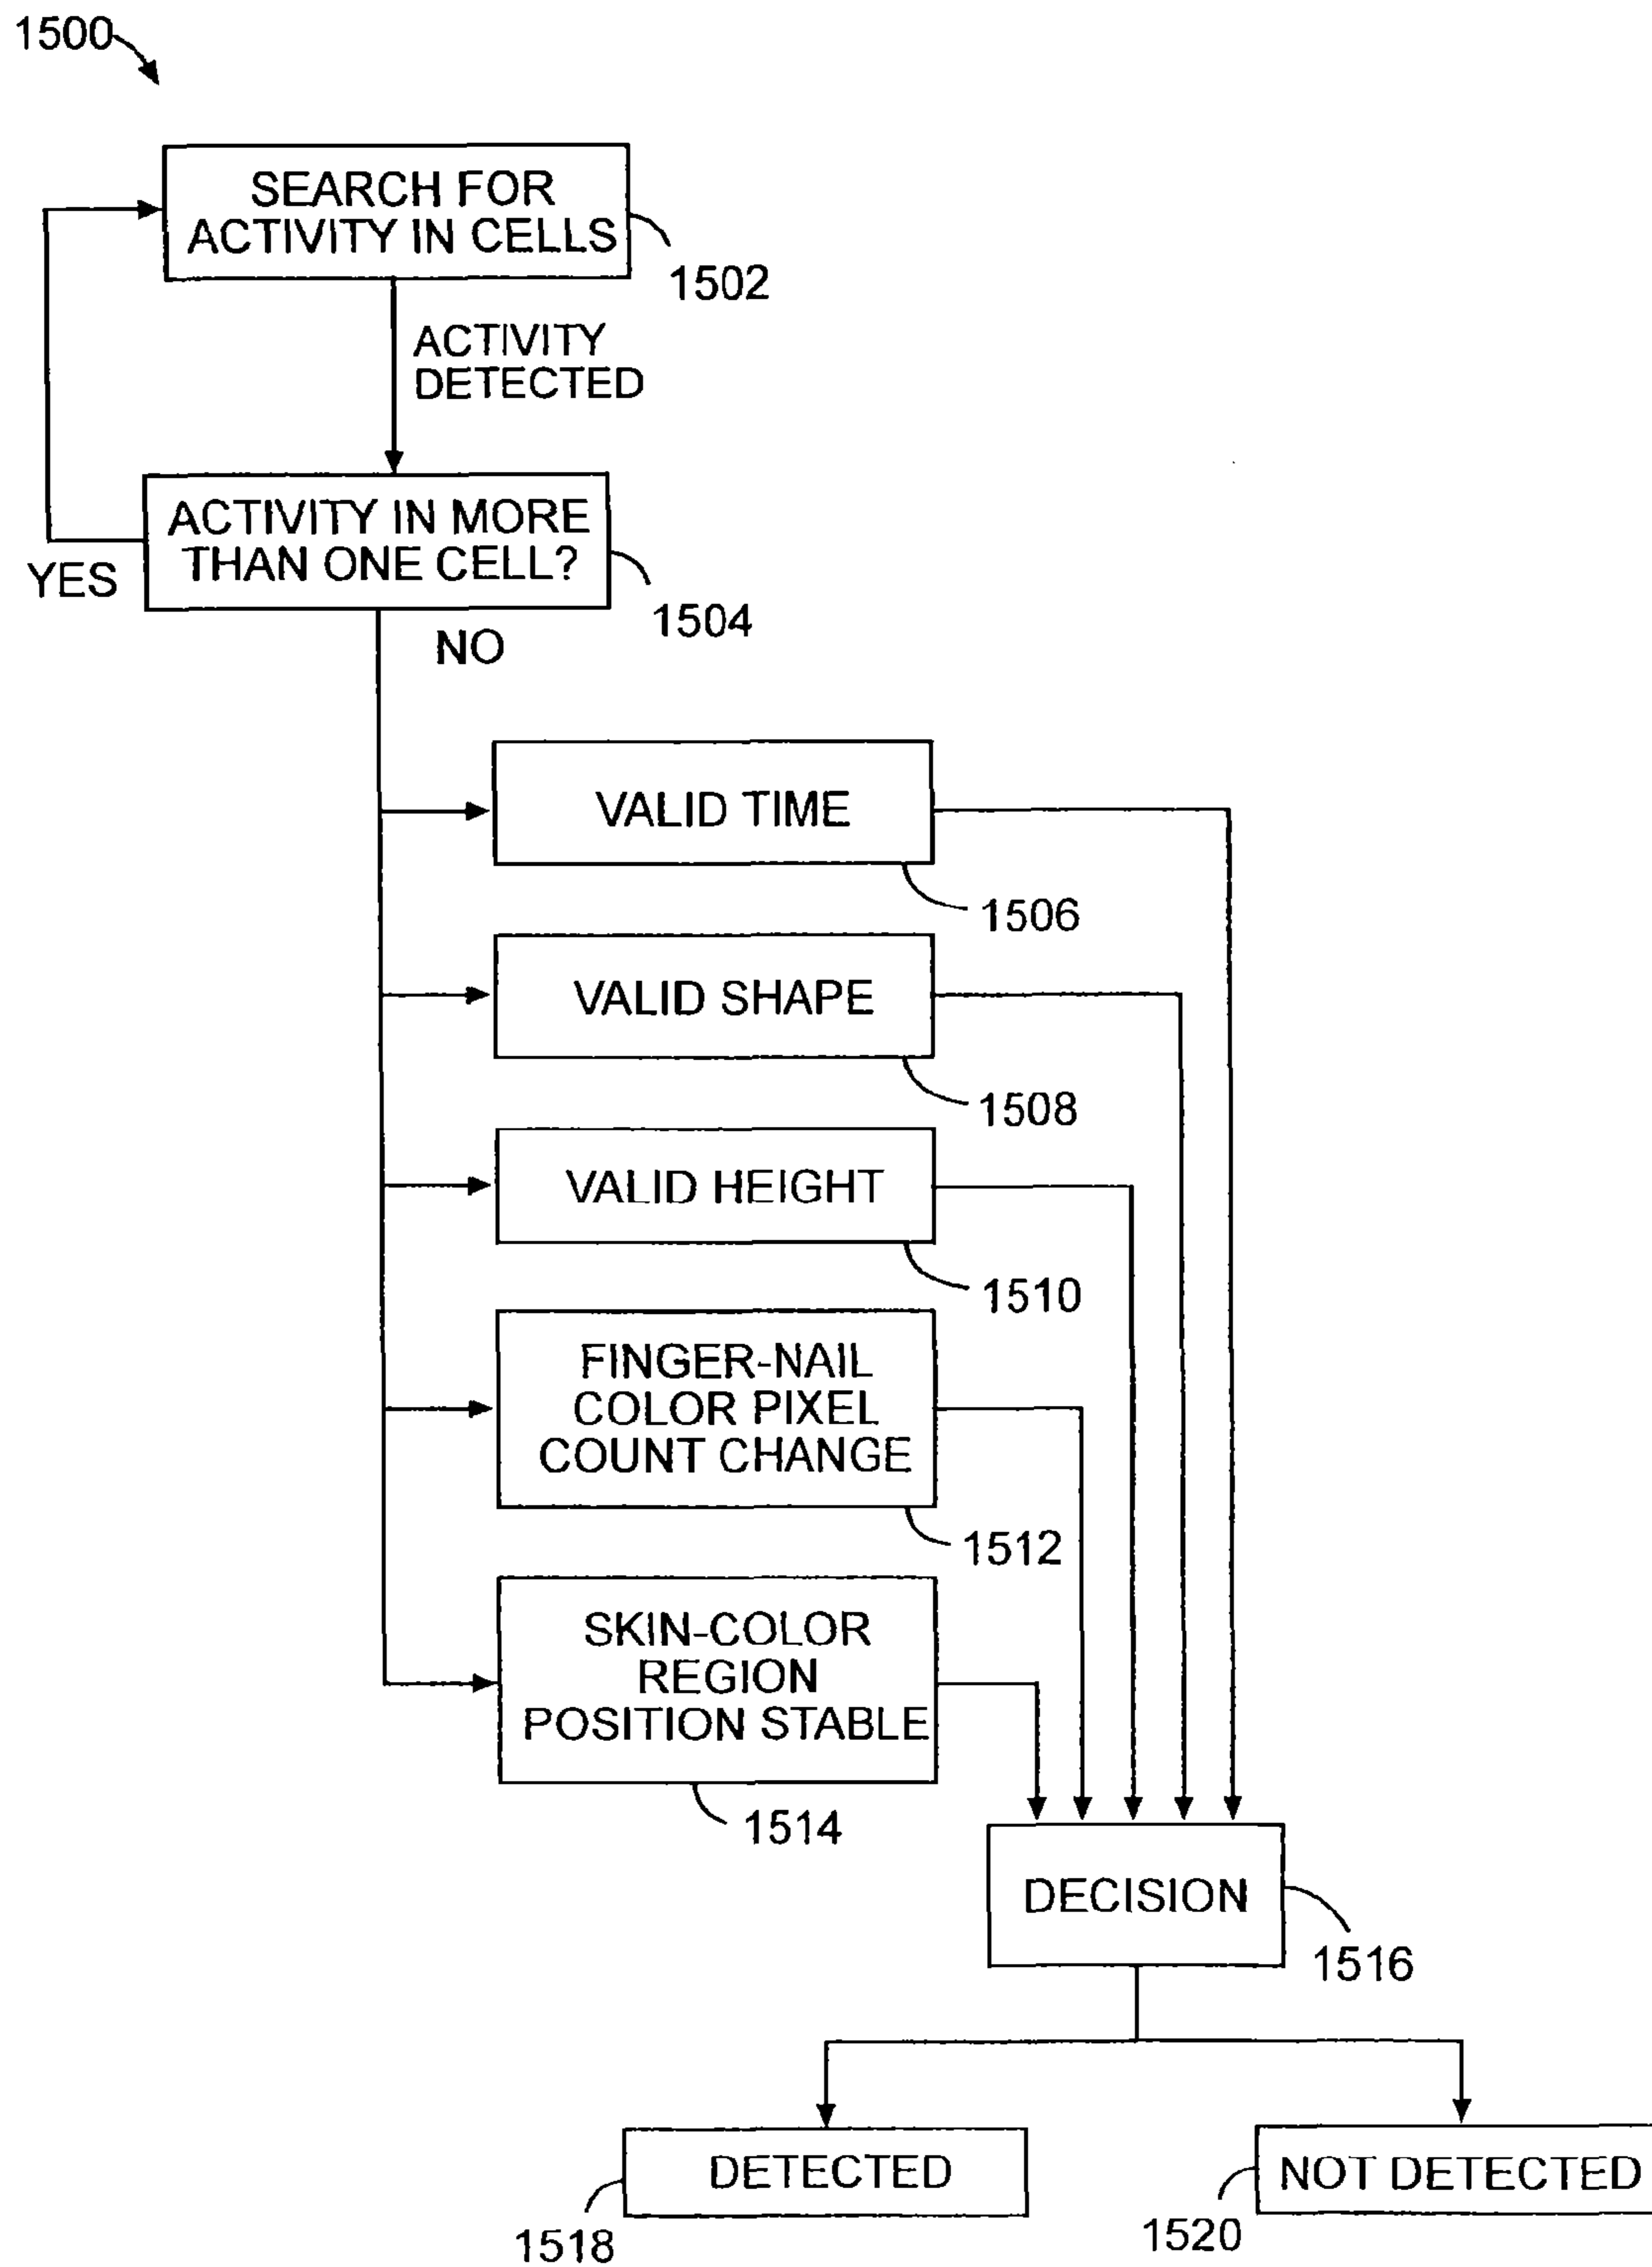 1500
SEARCH FOR
ACTIVITY IN CELLS
1502
ACTIVITY
DETECTED
ACTIVITY IN MORE
THAN ONE CELL?
YES
1504
NO
VALID TIME
1506
VALID SHAPE
1508
VALID HEIGHT
1510
FINGER-NAIL
COLOR PIXEL
COUNT CHANGE
1512
SKIN-COLOR
REGION
POSITION STABLE
1514
DECISION
1516
DETECTED
1518
NOT DETECTED
1520